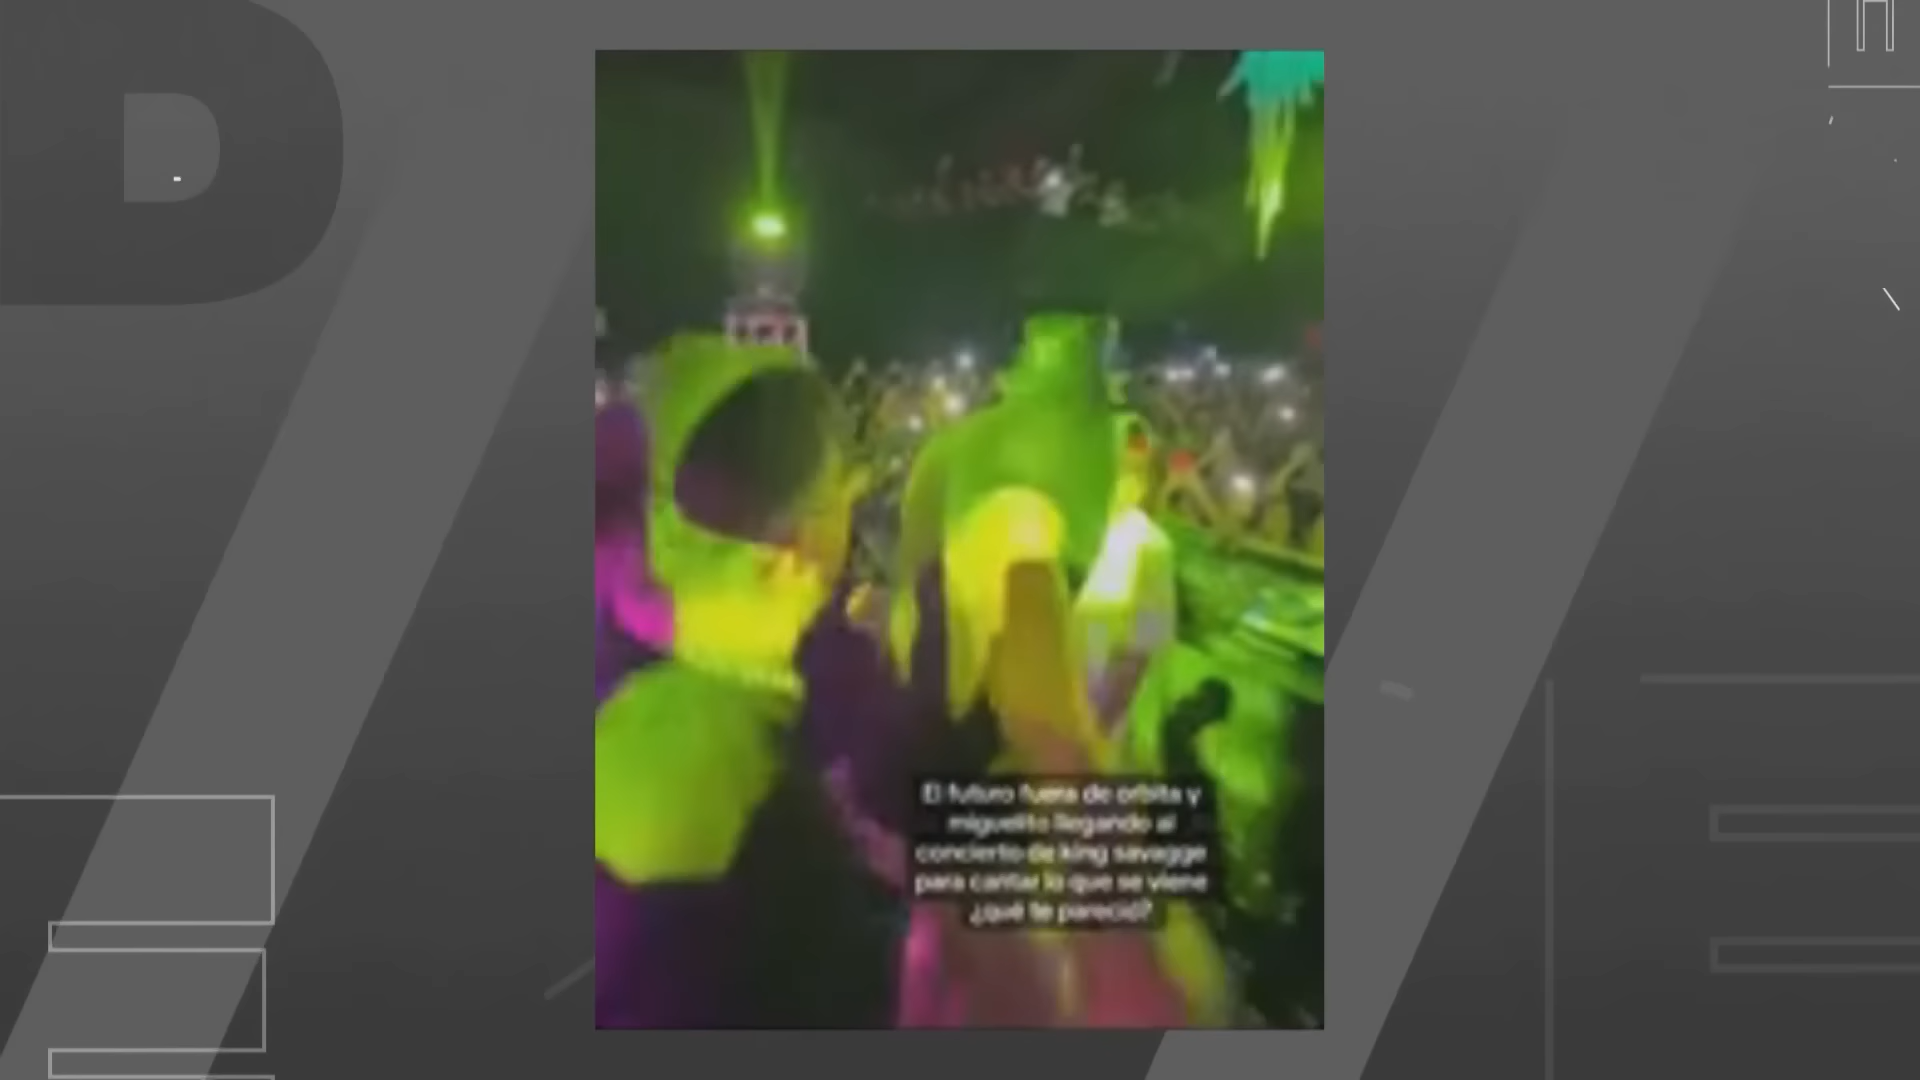 El futuro fuera de orbita y
miguelito llegando al
concierto de king savagge
para cantar lo que se viene
¿qué te pareció?